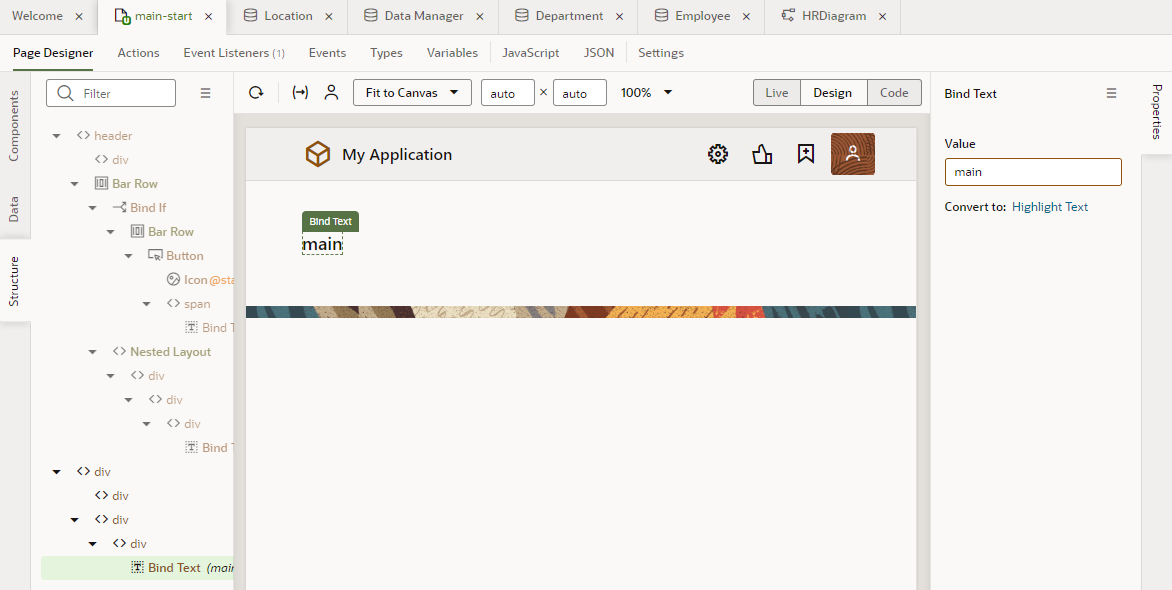 Welcome × main-start × Location × Data Manager × Department × Employee × HRDiagram ×
Page Designer Actions Event Listeners (1) Events Types Variables JavaScript JSON Settings
Components
Data
Structure
Filter
Fit to Canvas auto × auto 100% Live Design Code
header
div
Bar Row
Bind If
Bar Row
Button
Icon @sta
span
Bind T
Nested Layout
div
div
div
Bind T
div
div
div
div
Bind Text (main
My Application
Bind Text
main
Bind Text
Value
main
Convert to: Highlight Text
Properties